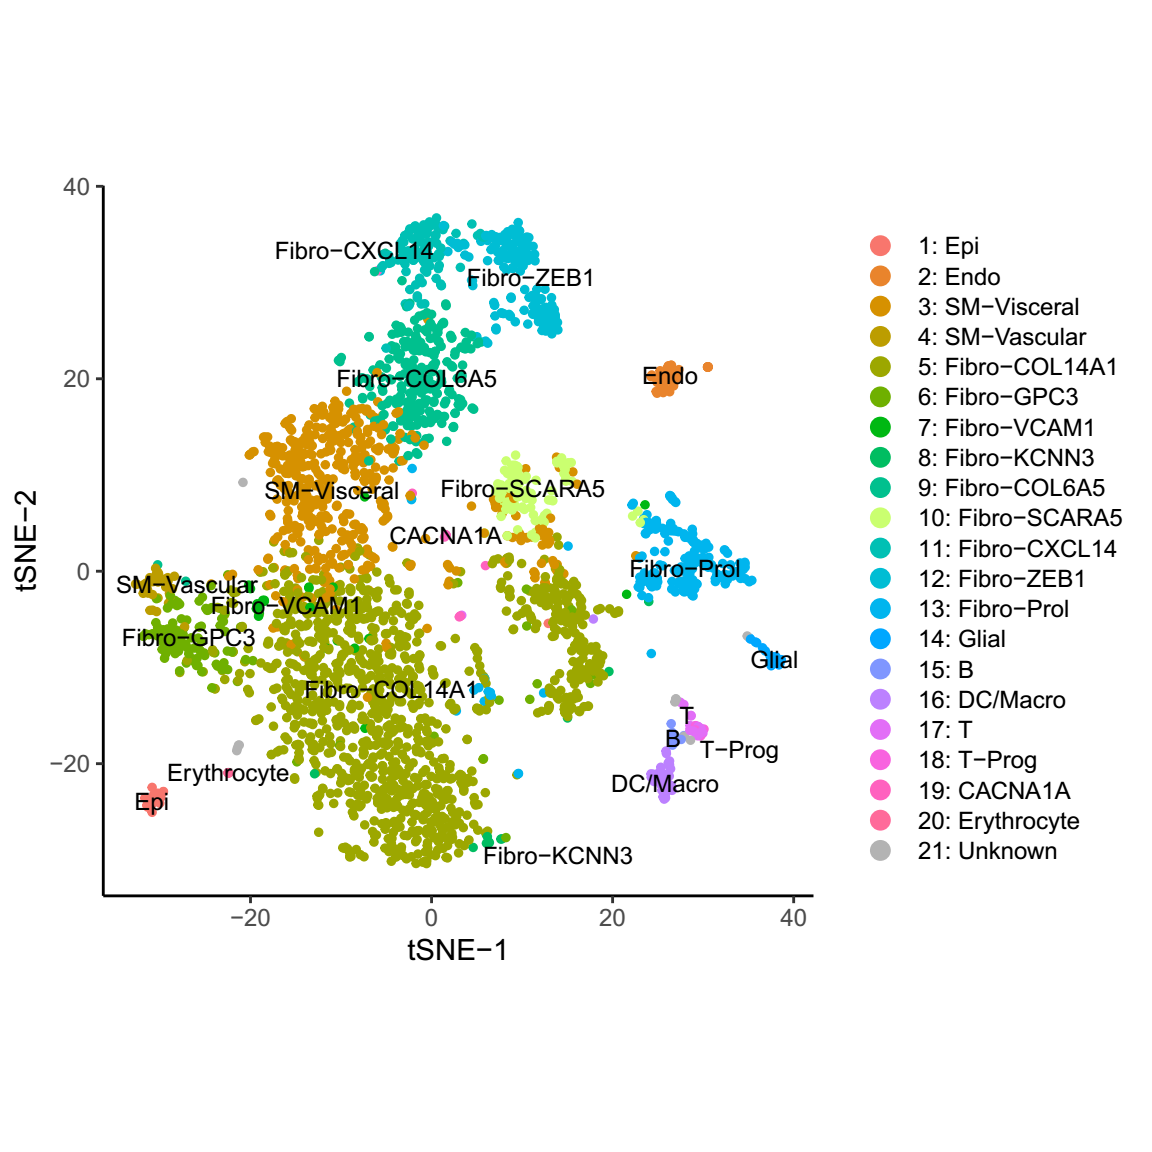 40
20
0
−20
tSNE−2
−20
0
20
40
tSNE−1
Fibro−CXCL14
Fibro−ZEB1
Fibro−COL6A5
Endo
SM−Visceral
Fibro−SCARA5
CACNA1A
Fibro−Prol
SM−Vascular
Fibro−VCAM1
Fibro−GPC3
Glial
Fibro−COL14A1
T
B
T−Prog
Erythrocyte
DC/Macro
Epi
Fibro−KCNN3
1: Epi
2: Endo
3: SM−Visceral
4: SM−Vascular
5: Fibro−COL14A1
6: Fibro−GPC3
7: Fibro−VCAM1
8: Fibro−KCNN3
9: Fibro−COL6A5
10: Fibro−SCARA5
11: Fibro−CXCL14
12: Fibro−ZEB1
13: Fibro−Prol
14: Glial
15: B
16: DC/Macro
17: T
18: T−Prog
19: CACNA1A
20: Erythrocyte
21: Unknown